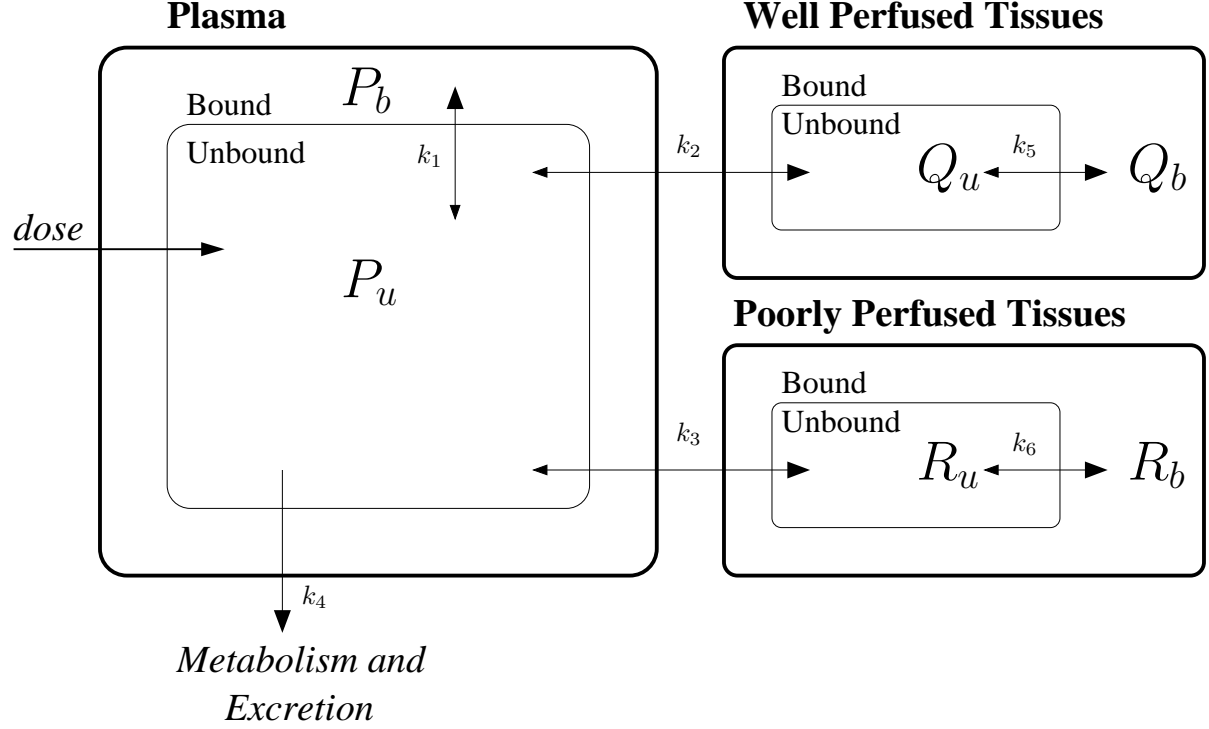 Plasma
Well Perfused Tissues
Bound
P_b
Unbound
k_1
dose
P_u
k_2
Bound
Unbound
Q_u
k_5
Q_b
Poorly Perfused Tissues
k_3
Bound
Unbound
R_u
k_6
R_b
k_4
Metabolism and
Excretion